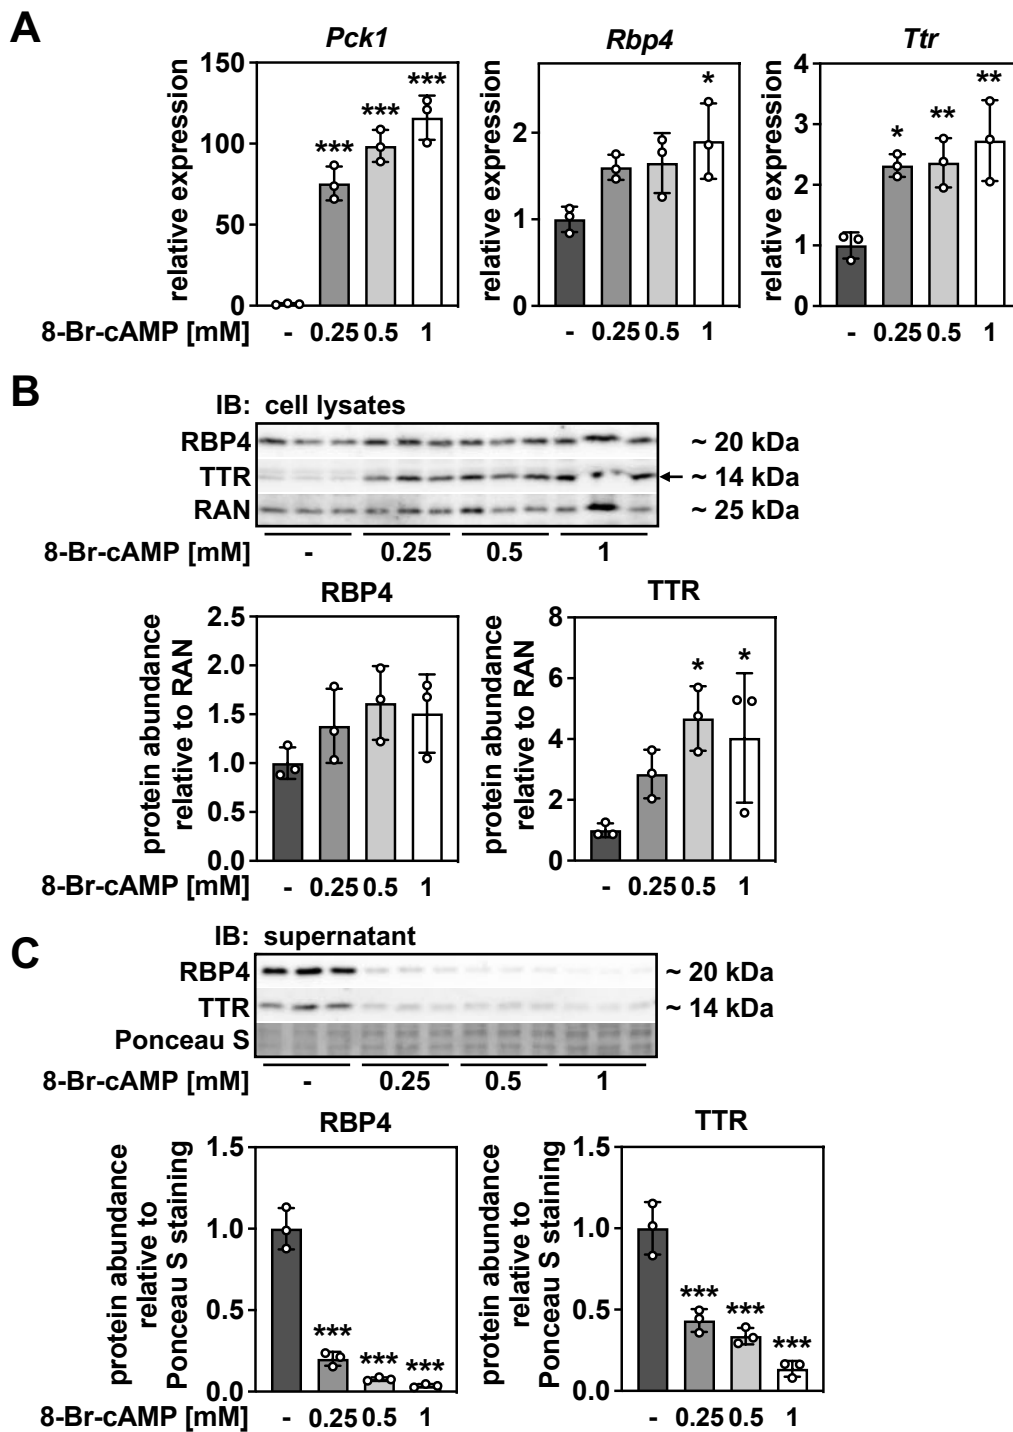 A
Pck1
Rbp4
Ttr
relative expression
150
100
50
0
***
***
***
relative expression
2
1
0
*
relative expression
4
3
2
1
0
*
**
**
8-Br-cAMP [mM] - 0.25 0.5 1
- 0.25 0.5 1
- 0.25 0.5 1
B
IB: cell lysates
RBP4 ~ 20 kDa
TTR ~ 14 kDa
RAN ~ 25 kDa
8-Br-cAMP [mM] - 0.25 0.5 1
RBP4
TTR
protein abundance
relative to RAN
2.5
2.0
1.5
1.0
0.5
0.0
protein abundance
relative to RAN
8
6
4
2
0
*
*
8-Br-cAMP [mM] - 0.25 0.5 1
- 0.25 0.5 1
C
IB: supernatant
RBP4 ~ 20 kDa
TTR ~ 14 kDa
Ponceau S
8-Br-cAMP [mM] - 0.25 0.5 1
RBP4
TTR
protein abundance
relative to
Ponceau S staining
1.5
1.0
0.5
0.0
***
***
***
protein abundance
relative to
Ponceau S staining
1.5
1.0
0.5
0.0
***
***
***
8-Br-cAMP [mM] - 0.25 0.5 1
- 0.25 0.5 1